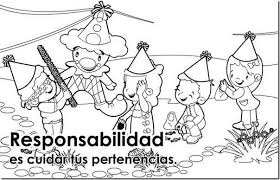 Responsabilidad
es cuidar tus pertenencias.